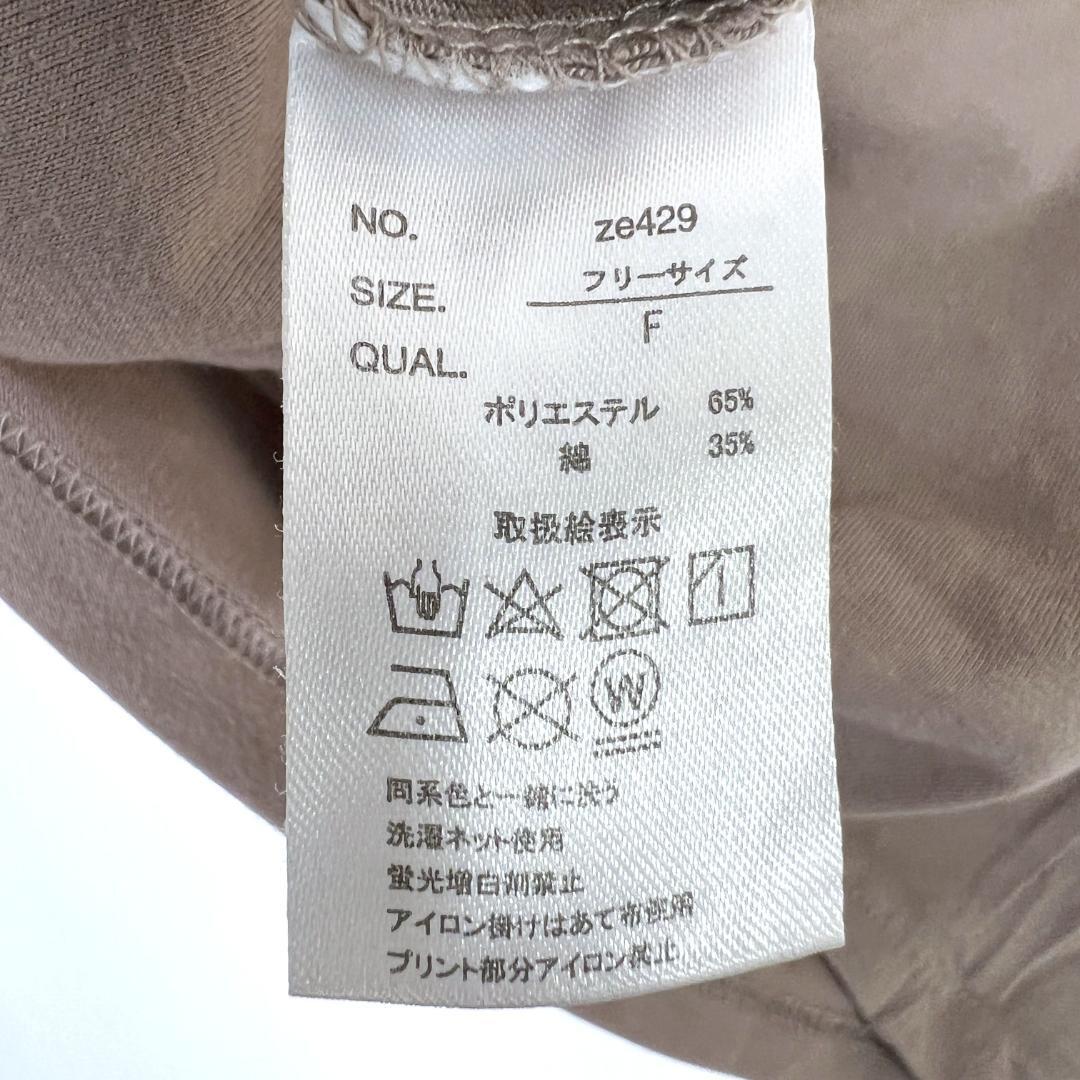 NO. ze429
SIZE. フリーサイズ
F
QUAL.
ポリエステル 65%
綿 35%
取扱絵表示
W
同系色と一緒に洗う
洗濯ネット使用
蛍光増白剤禁止
アイロン掛けはあて布使用
プリント部分アイロン禁止